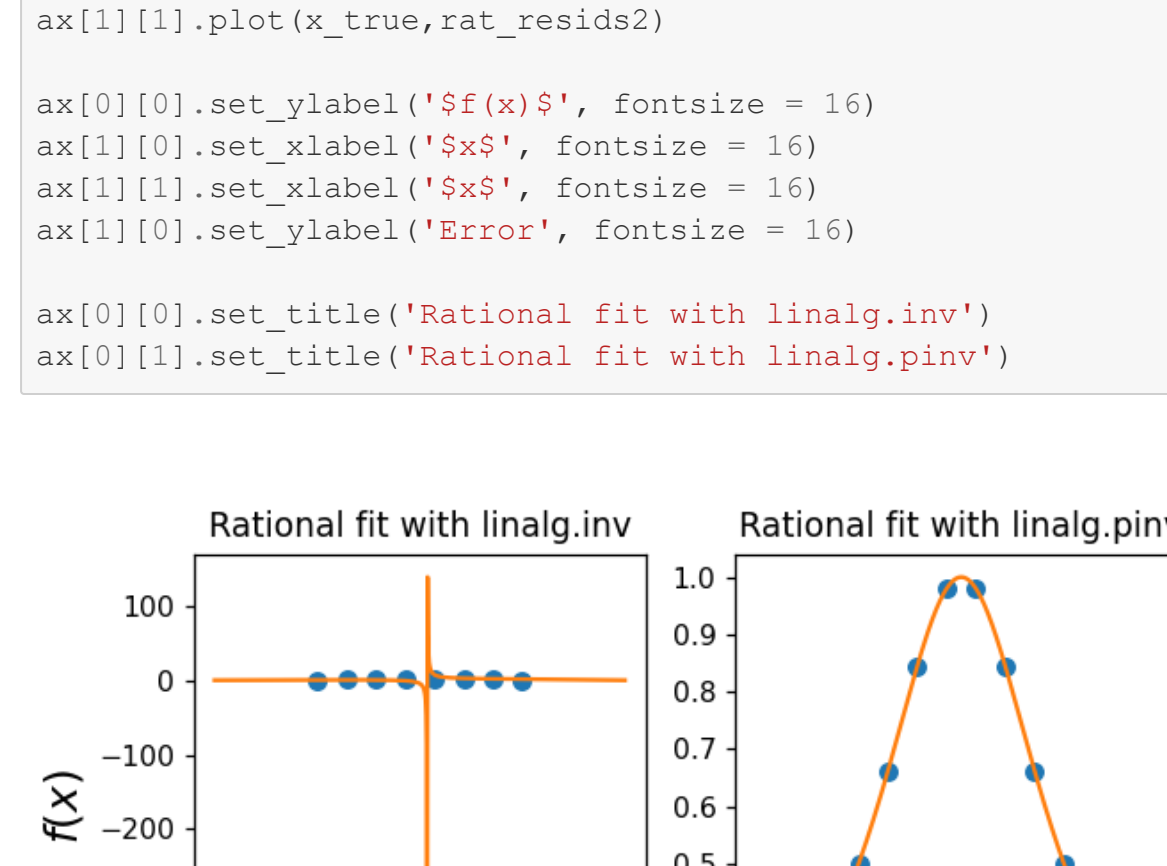 ax[1][1].plot(x_true,rat_resids2)
ax[0][0].set_ylabel('$f(x)$', fontsize = 16)
ax[1][0].set_xlabel('$x$', fontsize = 16)
ax[1][1].set_xlabel('$x$', fontsize = 16)
ax[1][0].set_ylabel('Error', fontsize = 16)
ax[0][0].set_title('Rational fit with linalg.inv')
ax[0][1].set_title('Rational fit with linalg.pinv')
Rational fit with linalg.inv
100
0
−100
−200
f(x)
Rational fit with linalg.pinv
1.0
0.9
0.8
0.7
0.6
0.5